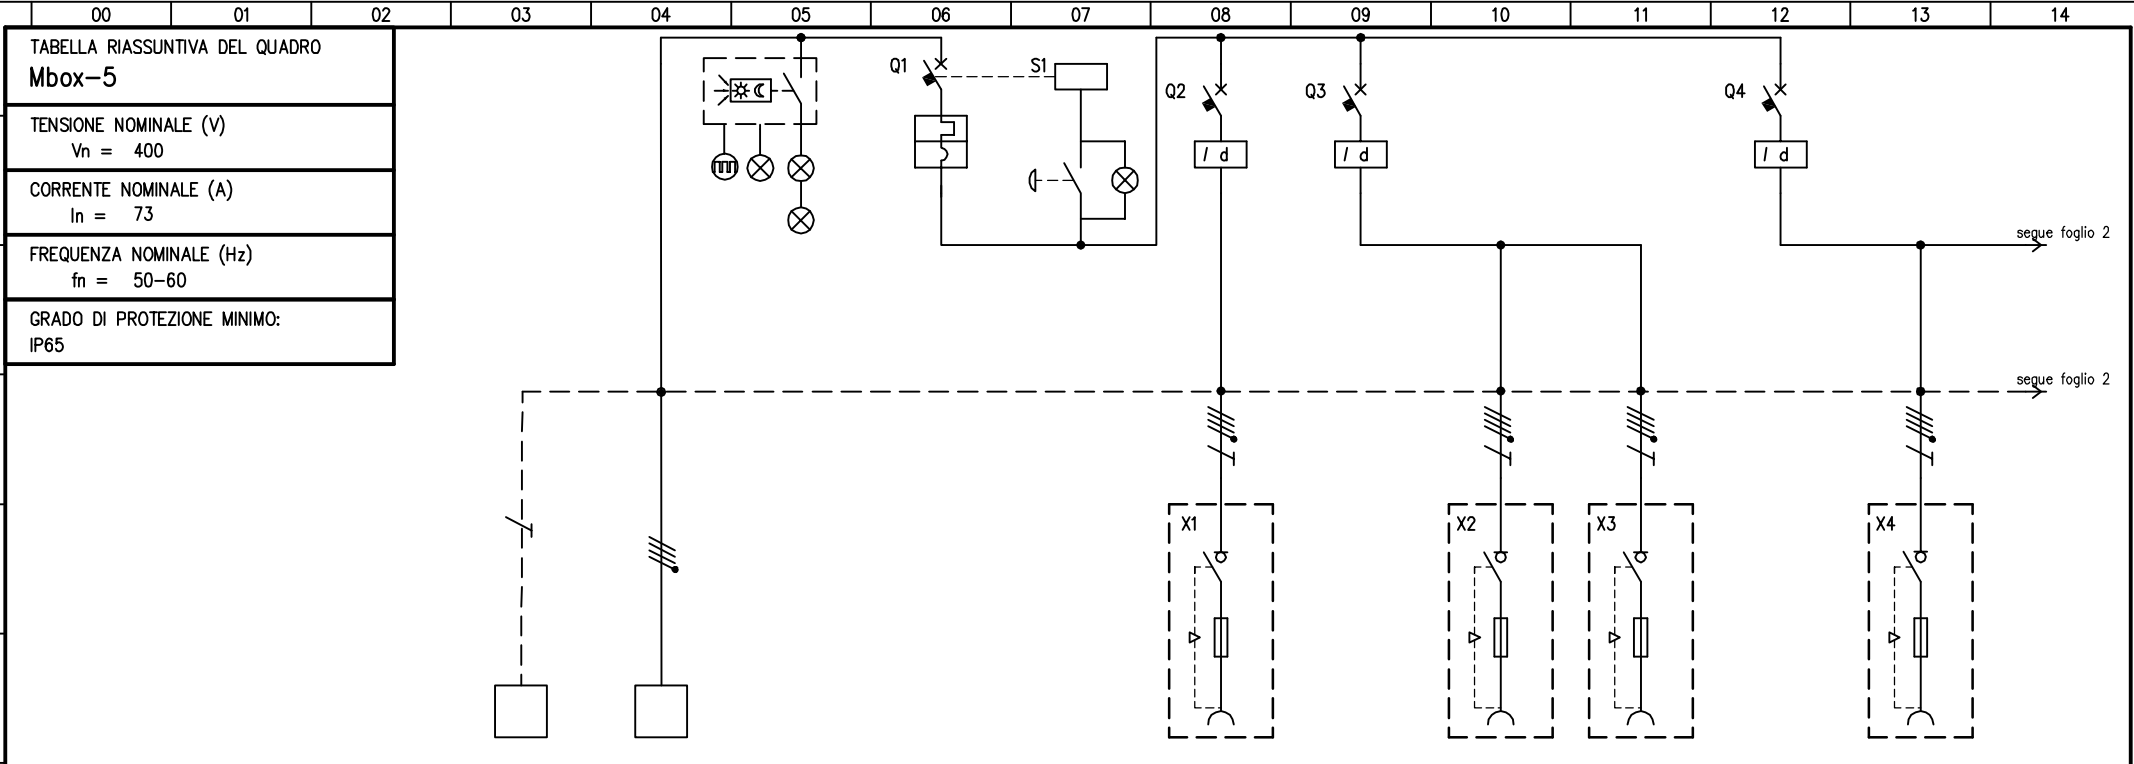 00 01 02 03 04 05 06 07 08 09 10 11 12 13 14
TABELLA RIASSUNTIVA DEL QUADRO
Mbox-5
TENSIONE NOMINALE (V)
Vn = 400
CORRENTE NOMINALE (A)
In = 73
FREQUENZA NOMINALE (Hz)
fn = 50-60
GRADO DI PROTEZIONE MINIMO:
IP65
Q1 S1
Q2 Q3 Q4
I d I d I d
segue foglio 2
segue foglio 2
X1 X2 X3 X4